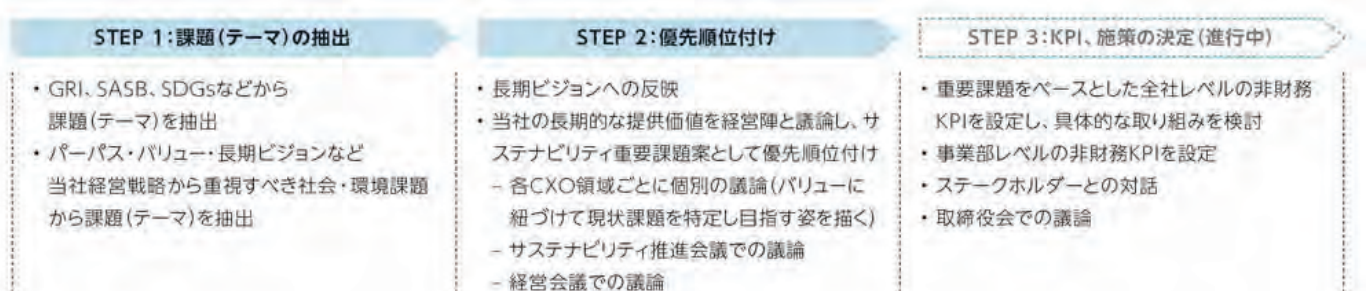 STEP 1:課題(テーマ)の抽出
・GRI、SASB、SDGsなどから
課題(テーマ)を抽出
・パーパス・バリュー・長期ビジョンなど
当社経営戦略から重視すべき社会・環境課題
から課題(テーマ)を抽出
STEP 2:優先順位付け
・長期ビジョンへの反映
・当社の長期的な提供価値を経営陣と議論し、サ
ステナビリティ重要課題案として優先順位付け
– 各CXO領域ごとに個別の議論(バリューに
紐づけて現状課題を特定し目指す姿を描く)
– サステナビリティ推進会議での議論
– 経営会議での議論
STEP 3:KPI、施策の決定(進行中)
・重要課題をベースとした全社レベルの非財務
KPIを設定し、具体的な取り組みを検討
・事業部レベルの非財務KPIを設定
・ステークホルダーとの対話
・取締役会での議論